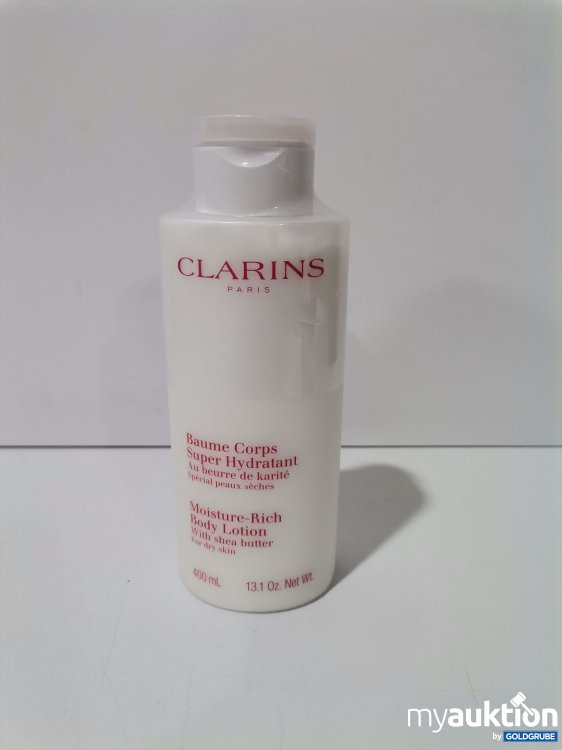 CLARINS
PARIS
Baume Corps
Super Hydratant
Au beurre de karité
Spécial peaux sèches
Moisture-Rich
Body Lotion
With shea butter
For dry skin
400 mL 13.1 Oz. Net Wt.
myauktion
by GOLDGRUBE